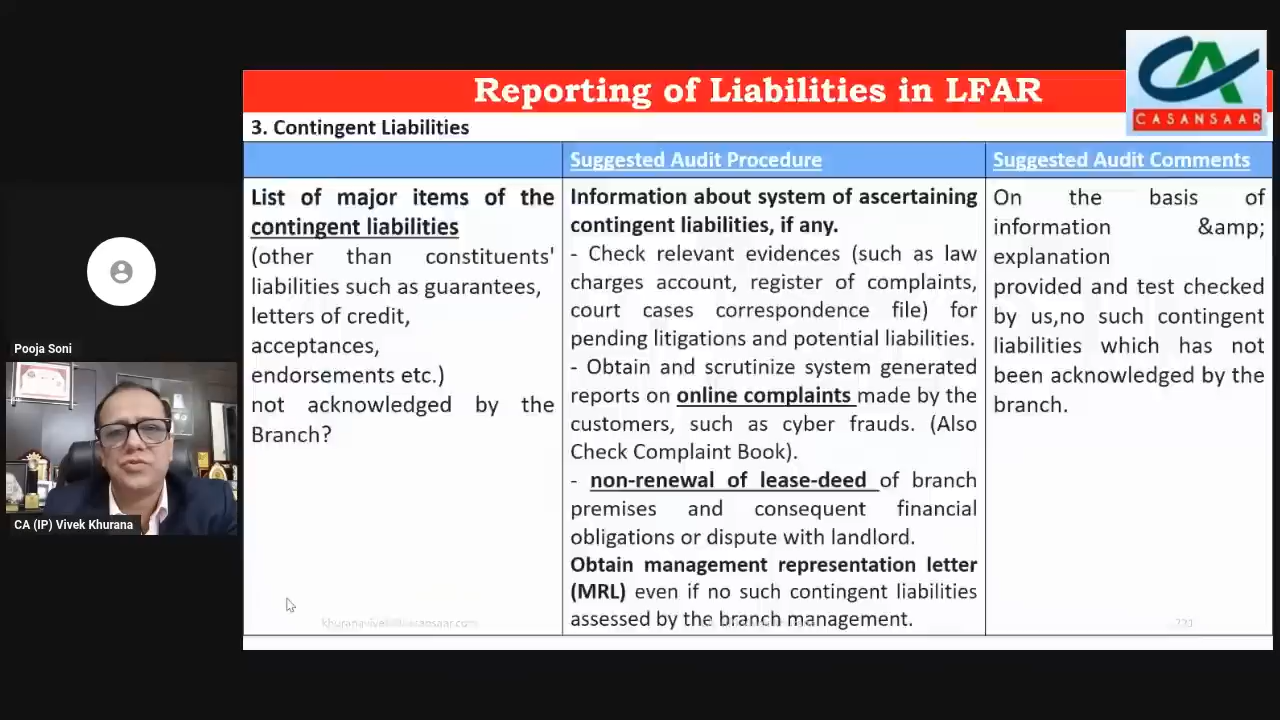 Reporting of Liabilities in LFAR
CASANSAAR
3. Contingent Liabilities
Suggested Audit Procedure
Suggested Audit Comments
List of major items of the
contingent liabilities
(other than constituents'
liabilities such as guarantees,
letters of credit,
acceptances,
endorsements etc.)
not acknowledged by the
Branch?
Information about system of ascertaining
contingent liabilities, if any.
- Check relevant evidences (such as law
charges account, register of complaints,
court cases correspondence file) for
pending litigations and potential liabilities.
- Obtain and scrutinize system generated
reports on online complaints made by the
customers, such as cyber frauds. (Also
Check Complaint Book).
- non-renewal of lease-deed of branch
premises and consequent financial
obligations or dispute with landlord.
Obtain management representation letter
(MRL) even if no such contingent liabilities
assessed by the branch management.
On the basis of
information &amp;
explanation
provided and test checked
by us,no such contingent
liabilities which has not
been acknowledged by the
branch.
Pooja Soni
CA (IP) Vivek Khurana